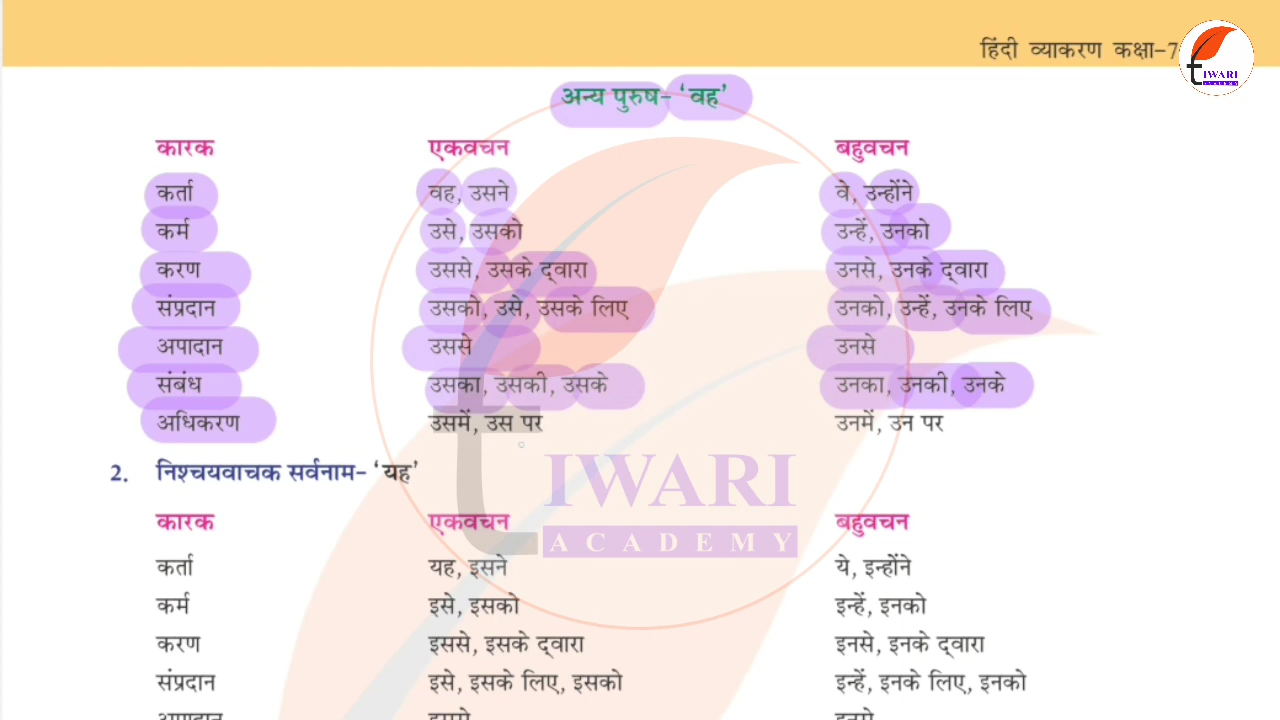 हिंदी व्याकरण कक्षा-7
tIWARI
ACADEMY
अन्य पुरुष- ‘वह’
कारक एकवचन बहुवचन
कर्ता वह, उसने वे, उन्होंने
कर्म उसे, उसको उन्हें, उनको
करण उससे, उसके द्वारा उनसे, उनके द्वारा
संप्रदान उसको, उसे, उसके लिए उनको, उन्हें, उनके लिए
अपादान उससे उनसे
संबंध उसका, उसकी, उसके उनका, उनकी, उनके
अधिकरण उसमें, उस पर उनमें, उन पर
tIWARI
ACADEMY
2. निश्चयवाचक सर्वनाम- ‘यह’
कारक एकवचन बहुवचन
कर्ता यह, इसने ये, इन्होंने
कर्म इसे, इसको इन्हें, इनको
करण इससे, इसके द्वारा इनसे, इनके द्वारा
संप्रदान इसे, इसके लिए, इसको इन्हें, इनके लिए, इनको